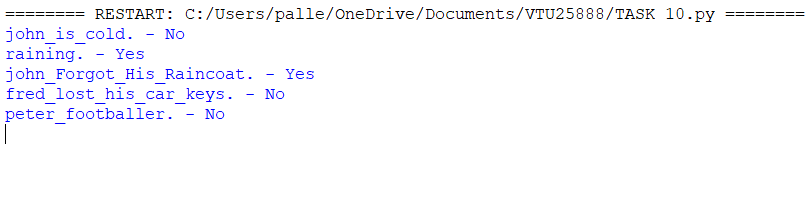 ======== RESTART: C:/Users/palle/OneDrive/Documents/VTU25888/TASK 10.py ========
john_is_cold. - No
raining. - Yes
john_Forgot_His_Raincoat. - Yes
fred_lost_his_car_keys. - No
peter_footballer. - No